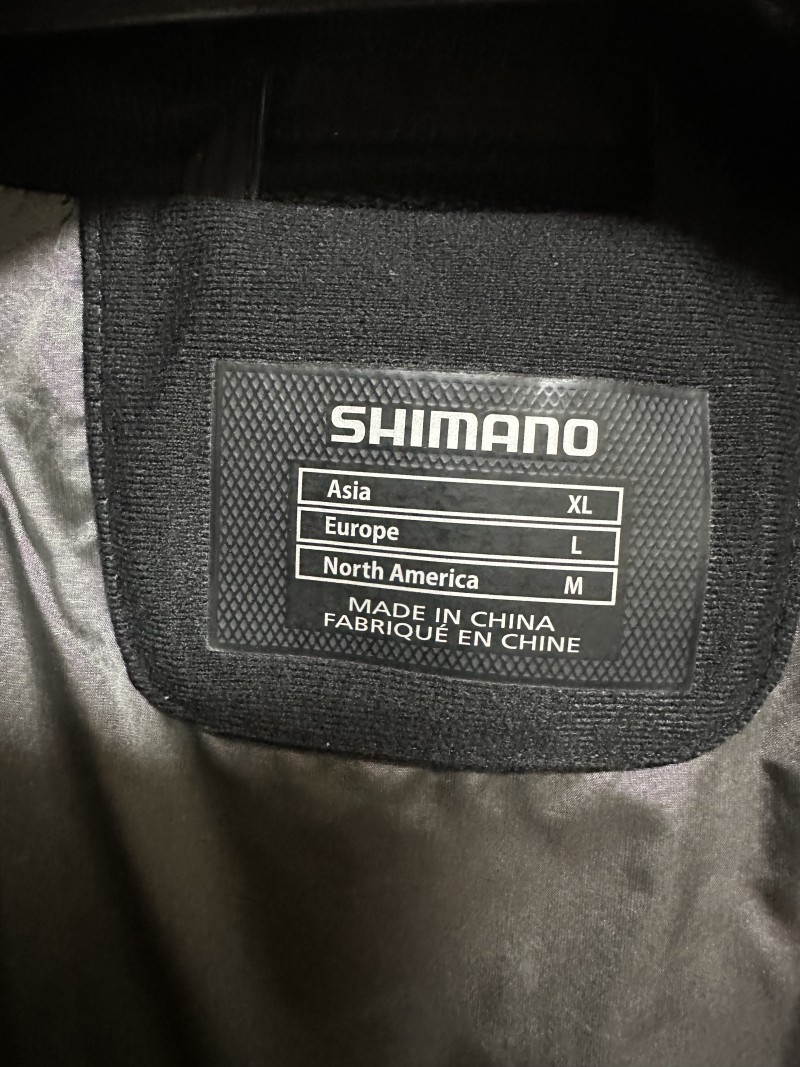 SHIMANO
Asia XL
Europe L
North America M
MADE IN CHINA
FABRIQUÉ EN CHINE